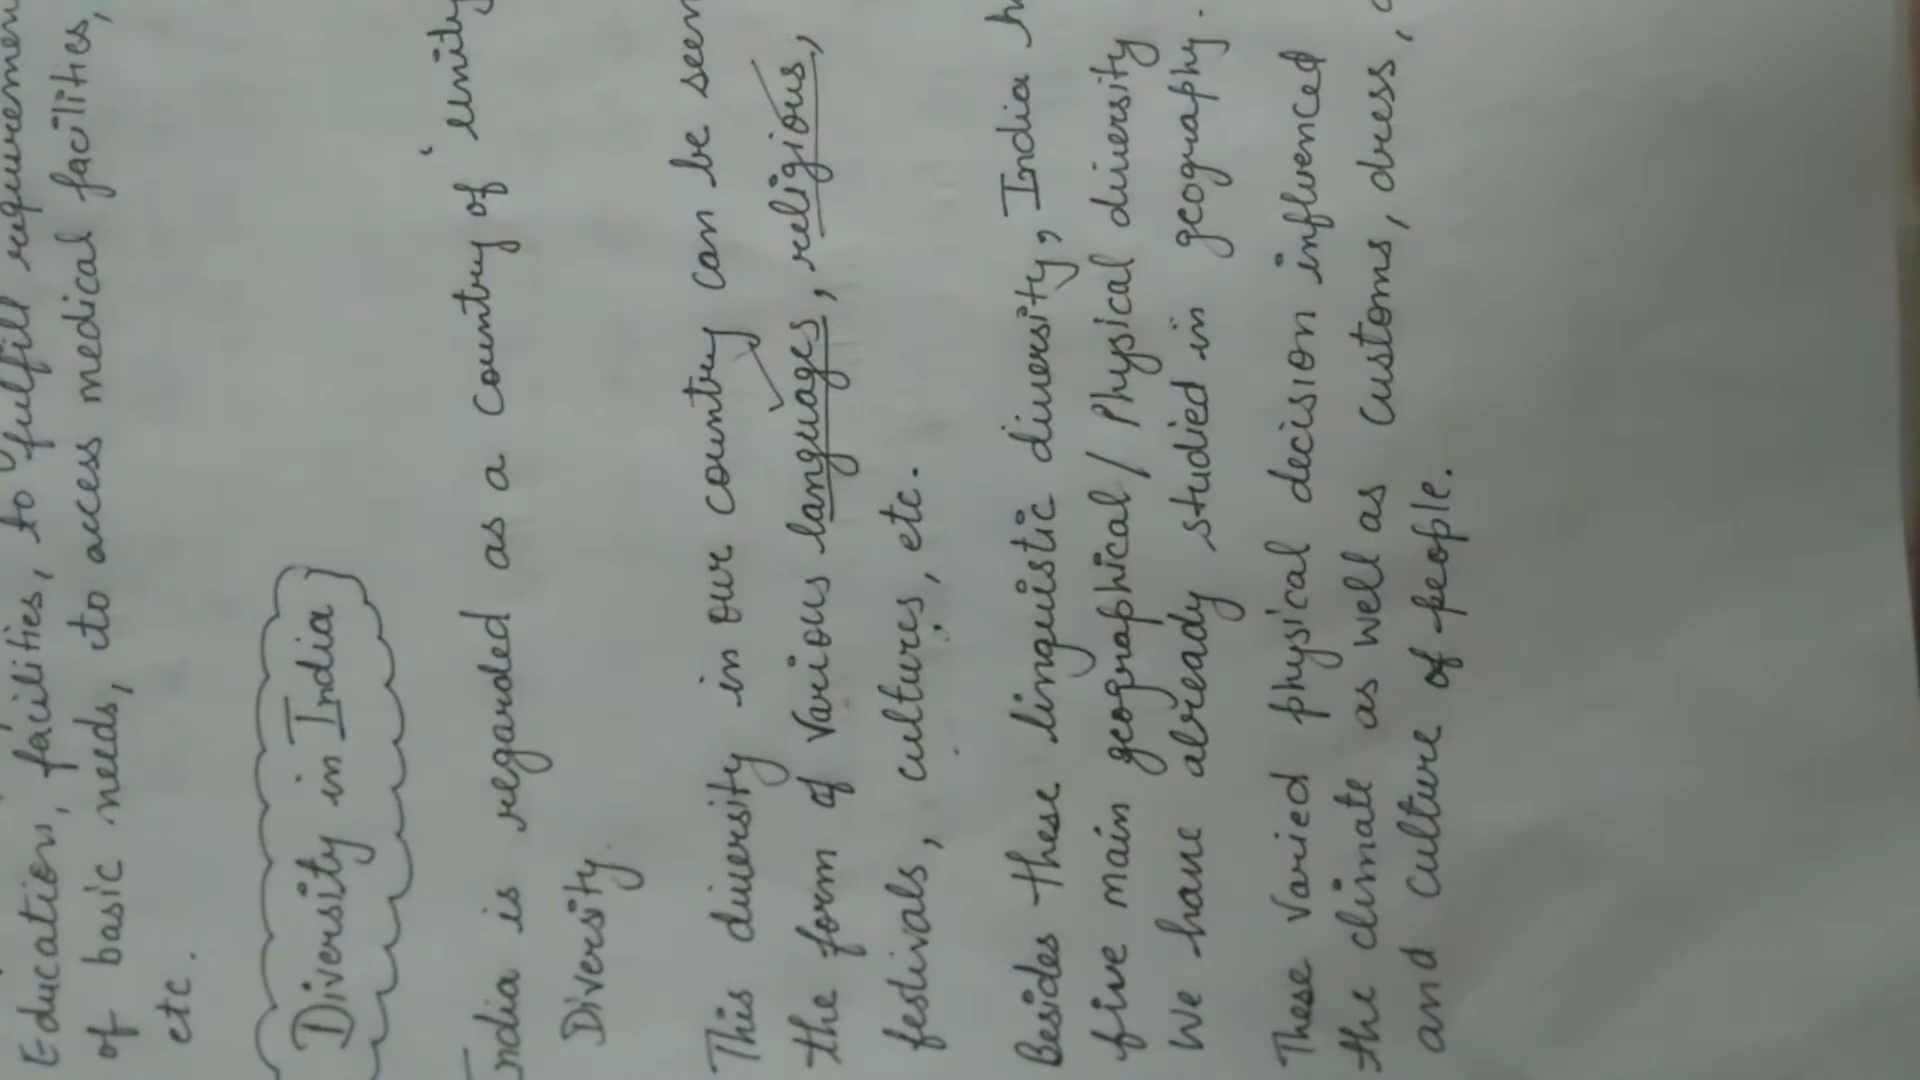 Education, facilities, to fulfill requiremen
of basic needs, to access medical facilities,
etc.
Diversity in India
India is regarded as a country of 'unity
Diversity.
This diversity in our country can be seen
the form of various languages, religious,
festivals, cultures, etc.
Besides these linguistic diversity, India h
five main geographical / Physical diversity
We have already studied in geography.
These varied physical decision influenced
the climate as well as customs, dress,
and culture of people.